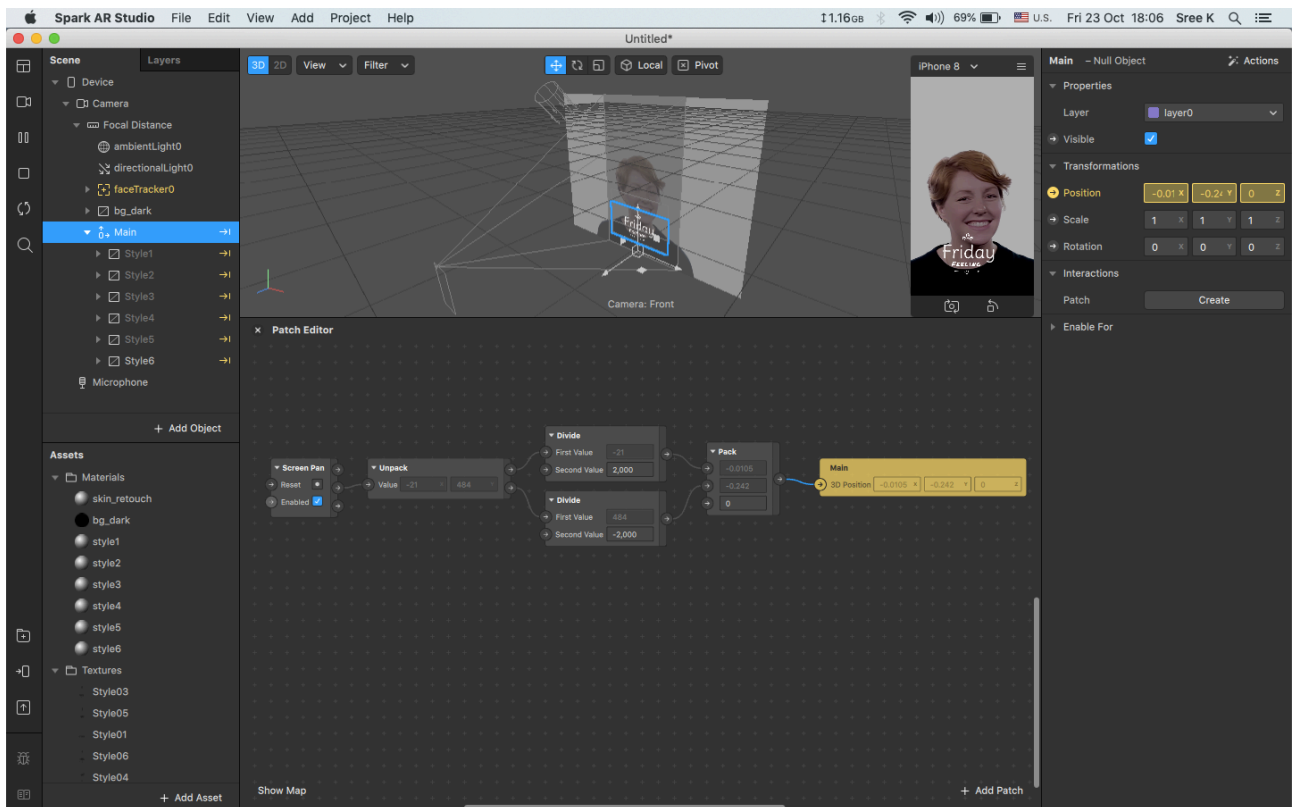 Spark AR Studio File Edit View Add Project Help 1.16GB 69% U.S. Fri 23 Oct 18:06 Sree K
Untitled*
Scene Layers
Device
Camera
Focal Distance
ambientLight0
directionalLight0
faceTracker0
bg_dark
Main
Style1
Style2
Style3
Style4
Style5
Style6
Microphone
+ Add Object
Assets
Materials
skin_retouch
bg_dark
style1
style2
style3
style4
style5
style6
Textures
Style03
Style05
Style01
Style06
Style04
+ Add Asset
3D 2D View Filter Local Pivot
Friday
Camera: Front
iPhone 8
Friday
FEELING
× Patch Editor
Screen Pan
Reset
Enabled
Unpack
Value -21 X 484 Y
Divide
First Value -21
Second Value 2,000
Divide
First Value 484
Second Value -2,000
Pack
-0.0105
-0.242
0
Main
3D Position -0.0105 X -0.242 Y 0 Z
Show Map
+ Add Patch
Main – Null Object Actions
Properties
Layer layer0
Visible
Transformations
Position -0.01 X -0.24 Y 0 Z
Scale 1 X 1 Y 1 Z
Rotation 0 X 0 Y 0 Z
Interactions
Patch Create
Enable For